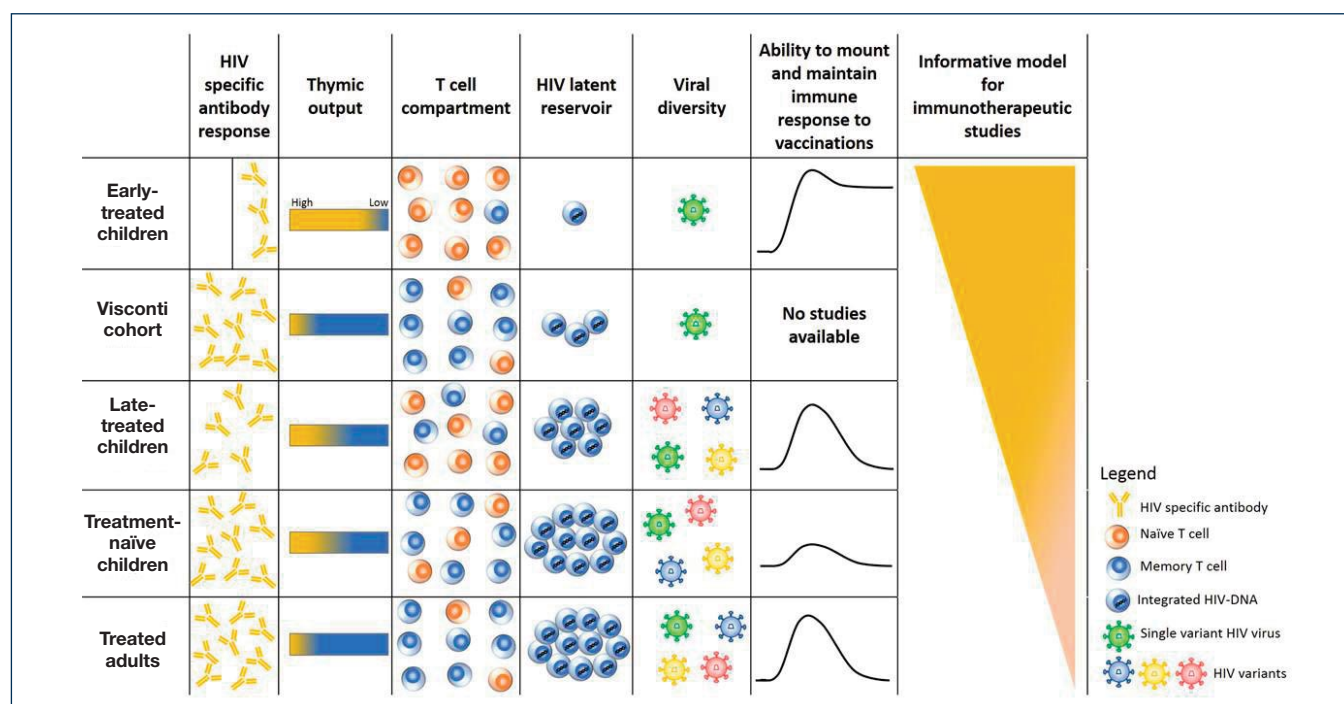 HIV
specific
antibody
response
Thymic
output
T cell
compartment
HIV latent
reservoir
Viral
diversity
Ability to mount
and maintain
immune
response to
vaccinations
Informative model
for
immunotherapeutic
studies
Early-
treated
children
High Low
Visconti
cohort
No studies
available
Late-
treated
children
Treatment-
naïve
children
Treated
adults
Legend
HIV specific antibody
Naïve T cell
Memory T cell
Integrated HIV-DNA
Single variant HIV virus
HIV variants